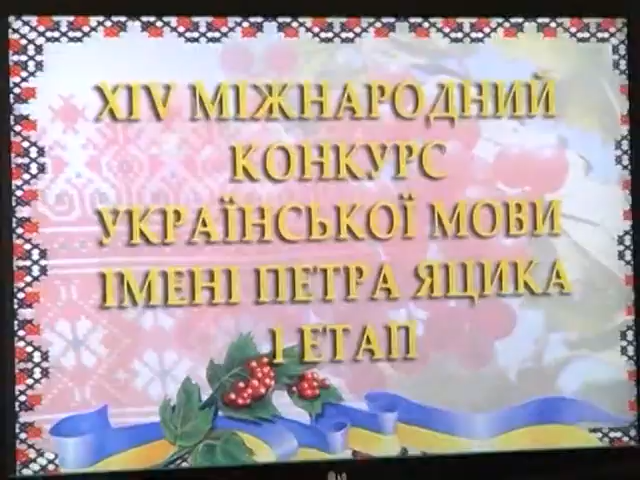 XIV МІЖНАРОДНИЙ
КОНКУРС
УКРАЇНСЬКОЇ МОВИ
ІМЕНІ ПЕТРА ЯЦИКА
І ЕТАП